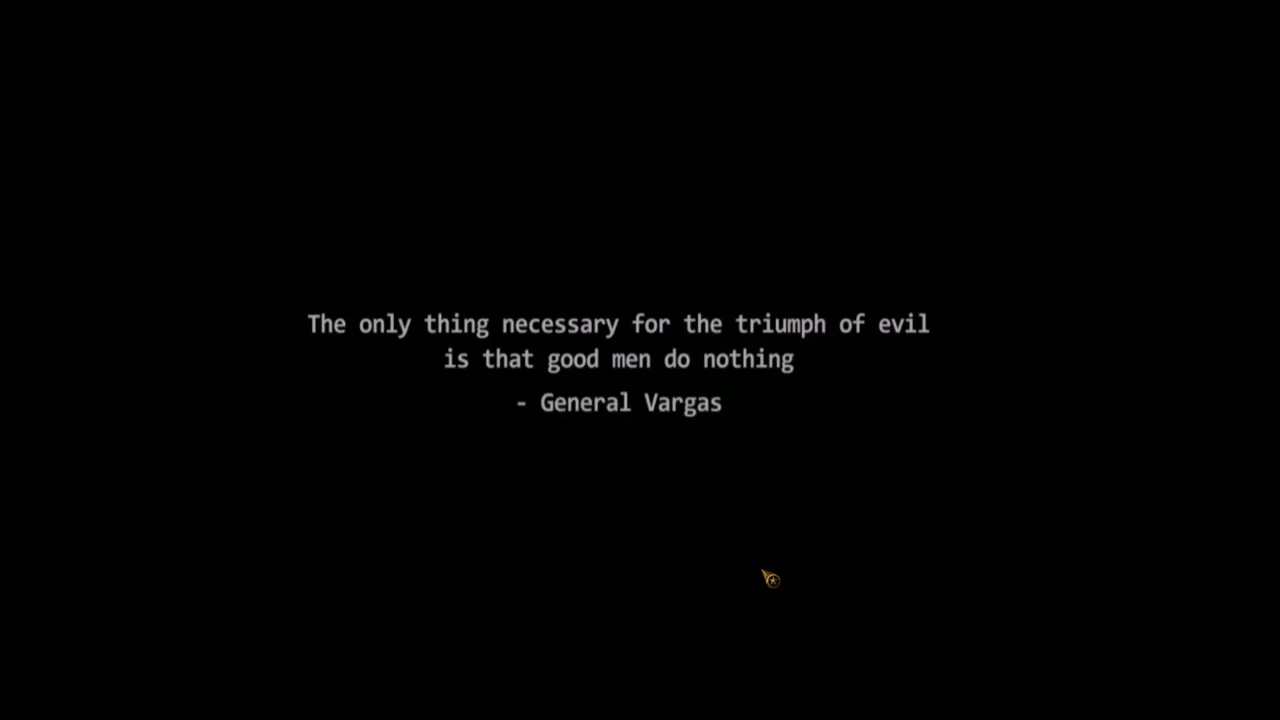 The only thing necessary for the triumph of evil
is that good men do nothing
- General Vargas